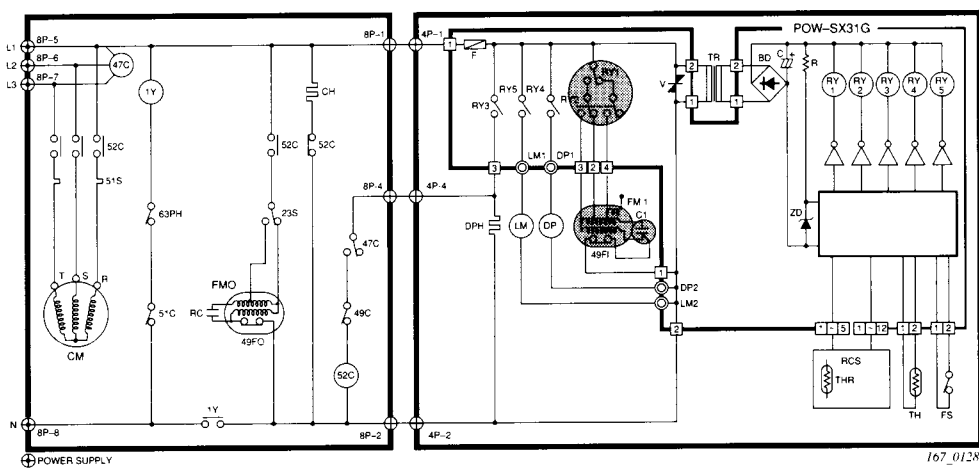 POW-SX31G
L1 8P-5 8P-1 4P-1 1 F
L2 8P-6 47C
L3 8P-7
2 TR 2 BD C + R
1Y CH RY3 RY5 RY4 RY1 V
1 1
RY 1 RY 2 RY 3 RY 4 RY 5
52C 52C 52C
51S
LM1 DP1
3 3 2 4
8P-4 4P-4
63PH 23S DPH LM DP FM 1 C1 ZD
47C
49FI
T S R
FMO
1
DP2
RC 51C 49C LM2
49FO
CM 2
1 ~ 5 1 ~ 12 1 2 1 2
52C
RCS
THR
1Y TH FS
N 8P-8 8P-2 4P-2
POWER SUPPLY
167_0128